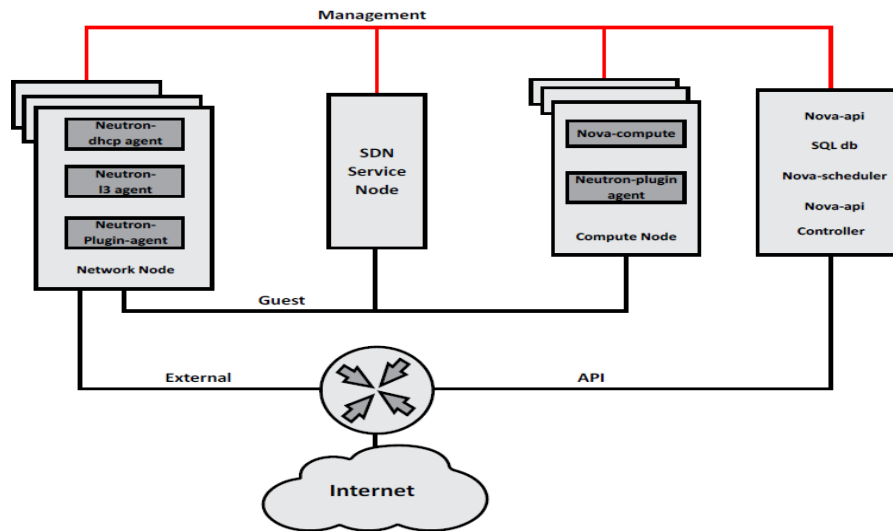 Management
Neutron-
dhcp agent
Neutron-
l3 agent
Neutron-
Plugin-agent
Network Node
SDN
Service
Node
Nova-compute
Neutron-plugin
agent
Compute Node
Nova-api
SQL db
Nova-scheduler
Nova-api
Controller
Guest
External
API
Internet